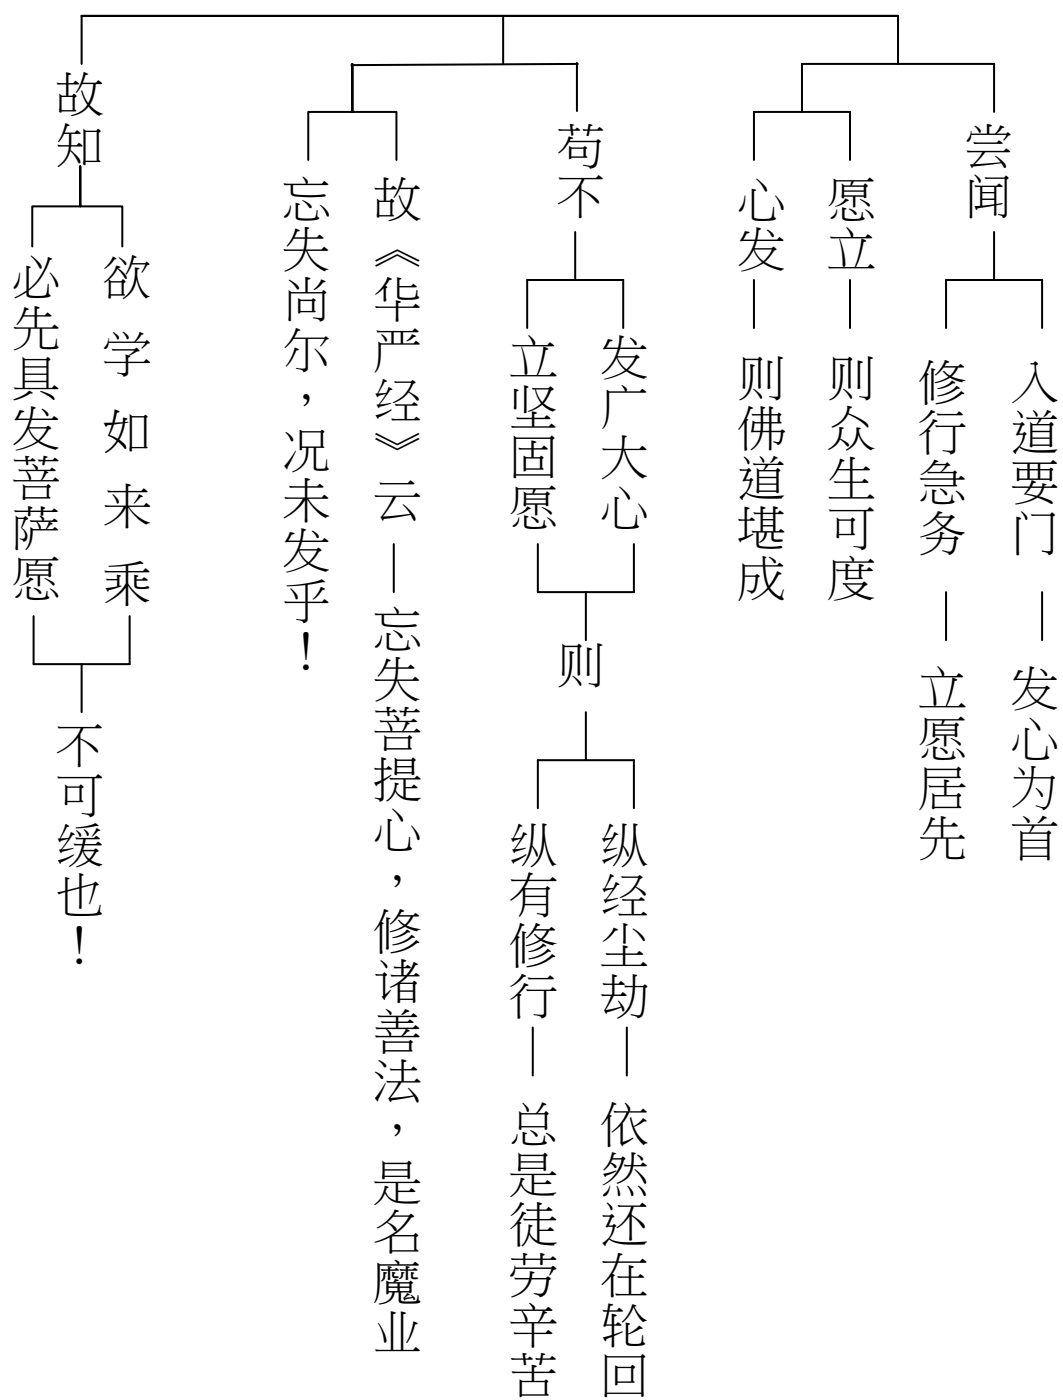 尝闻
入道要门
发心为首
修行急务
立愿居先
愿立
则众生可度
心发
则佛道堪成
苟不
发广大心
立坚固愿
则
纵经尘劫
依然还在轮回
纵有修行
总是徒劳辛苦
故《华严经》云
忘失菩提心，修诸善法，是名魔业
忘失尚尔，况未发乎！
故知
欲学如来乘
必先具发菩萨愿
不可缓也！